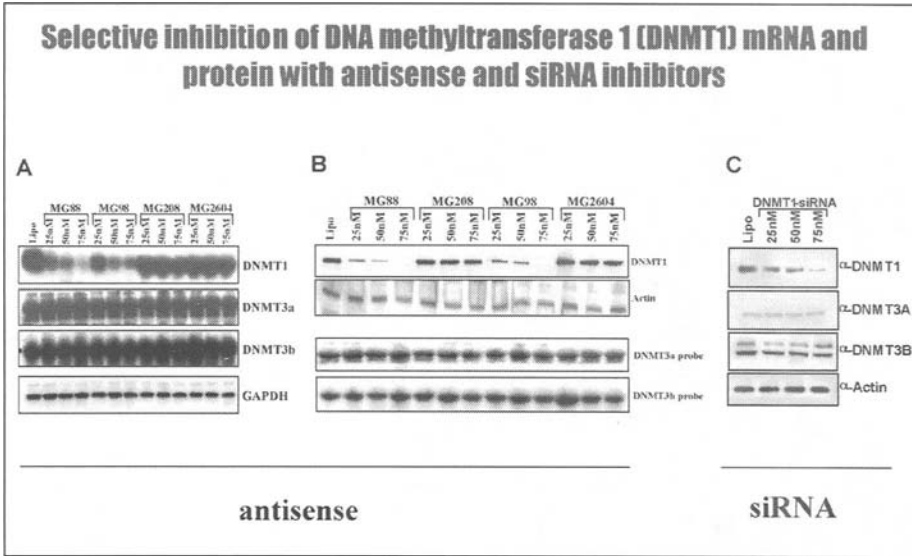 Selective inhibition of DNA methyltransferase 1 (DNMT1) mRNA and
protein with antisense and siRNA inhibitors
A
MG88 MG98 MG208 MG2604
Lipo 25nM 50nM 75nM 25nM 50nM 75nM 25nM 50nM 75nM 25nM 50nM 75nM
DNMT1
DNMT3a
DNMT3b
GAPDH
B
MG88 MG208 MG98 MG2604
Lipo 25nM 50nM 75nM 25nM 50nM 75nM 25nM 50nM 75nM 25nM 50nM 75nM
DNMT1
Actin
DNMT3a probe
DNMT3b probe
C
DNMT1-siRNA
Lipo 25nM 50nM 75nM
α-DNMT1
α-DNMT3A
α-DNMT3B
α-Actin
antisense
siRNA